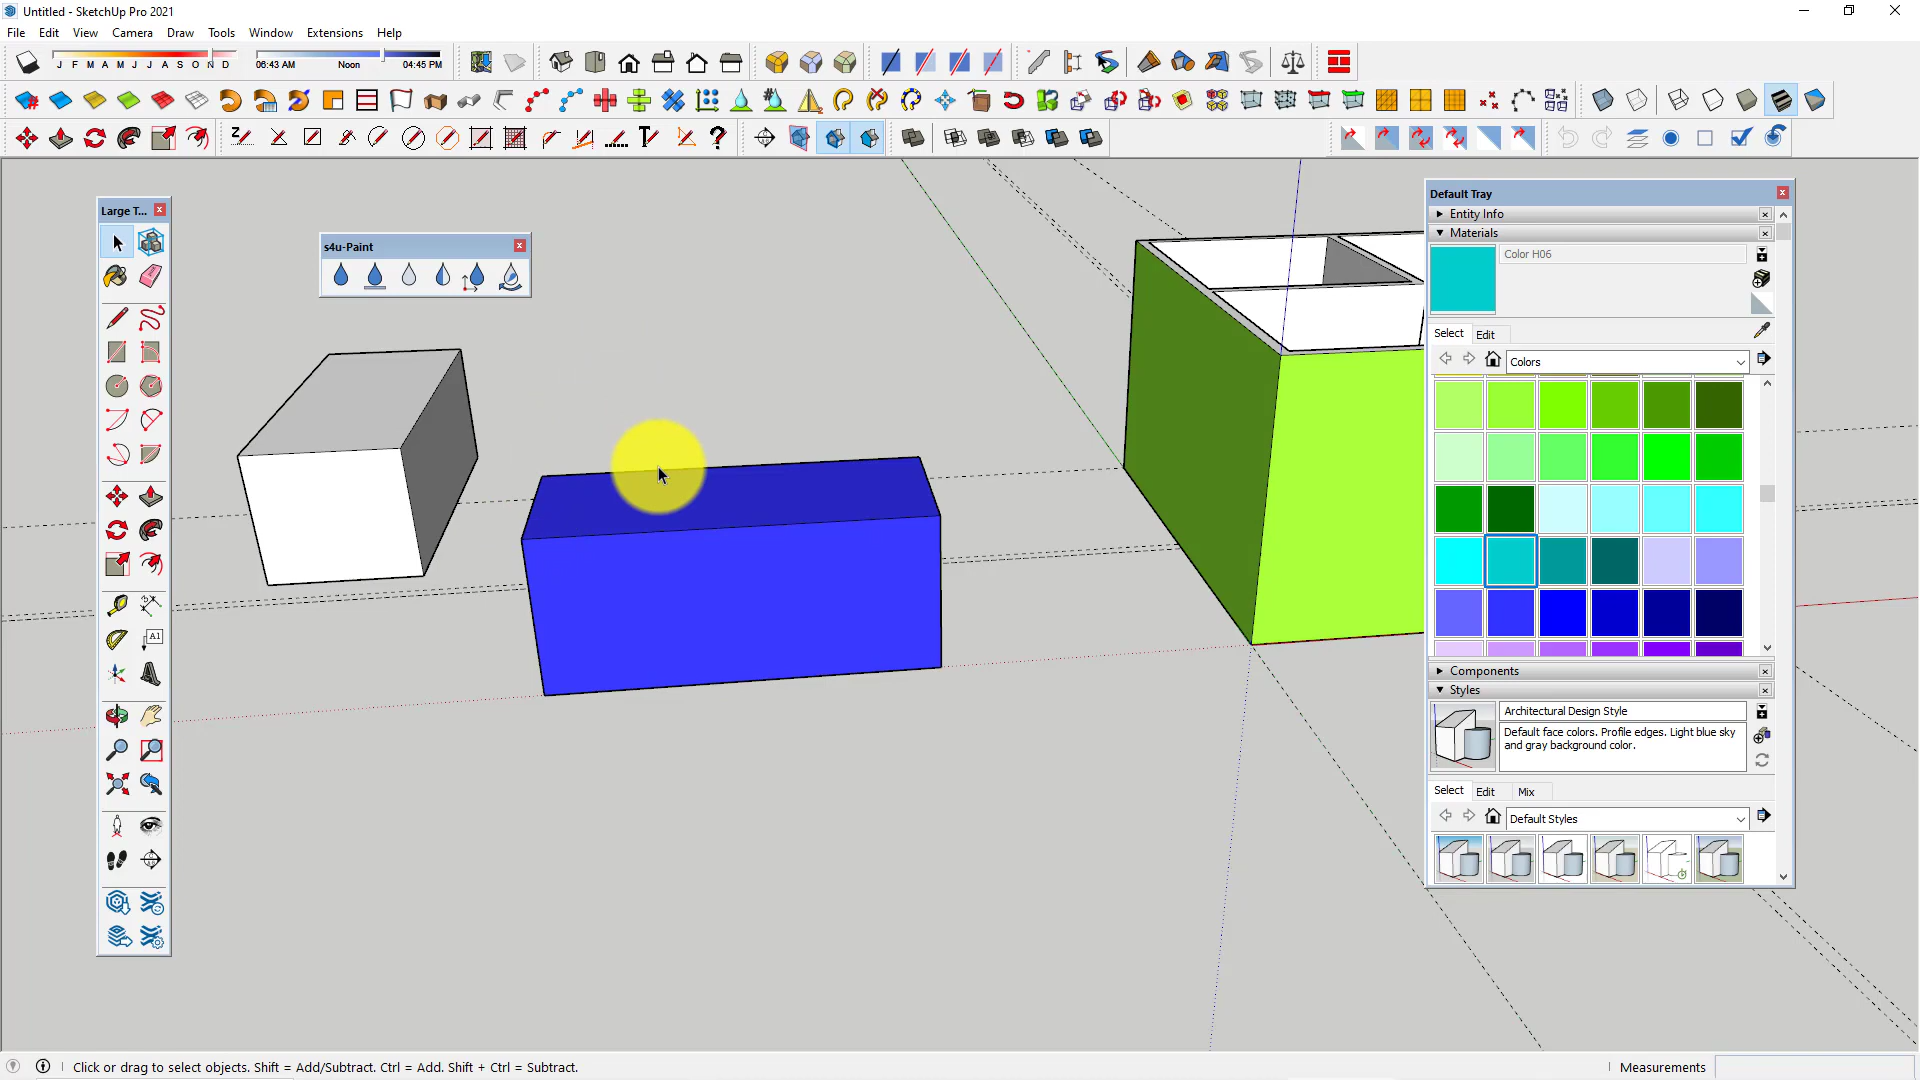 Untitled - SketchUp Pro 2021
File Edit View Camera Draw Tools Window Extensions Help
J F M A M J J A S O N D
06:43 AM Noon 04:45 PM
Large T...
s4u-Paint
A1
Default Tray
Entity Info
Materials
Color H06
Select Edit
Colors
Components
Styles
Architectural Design Style
Default face colors. Profile edges. Light blue sky
and gray background color.
Select Edit Mix
Default Styles
Click or drag to select objects. Shift = Add/Subtract. Ctrl = Add. Shift + Ctrl = Subtract.
Measurements